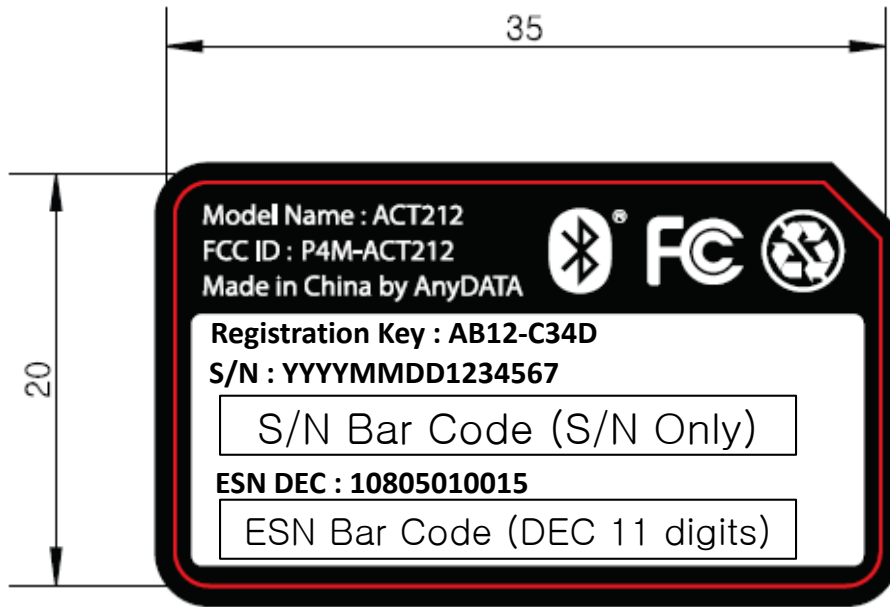 35
20
Model Name : ACT212
FCC ID : P4M-ACT212
Made in China by AnyDATA
® FC
Registration Key : AB12-C34D
S/N : YYYYMMDD1234567
S/N Bar Code (S/N Only)
ESN DEC : 10805010015
ESN Bar Code (DEC 11 digits)